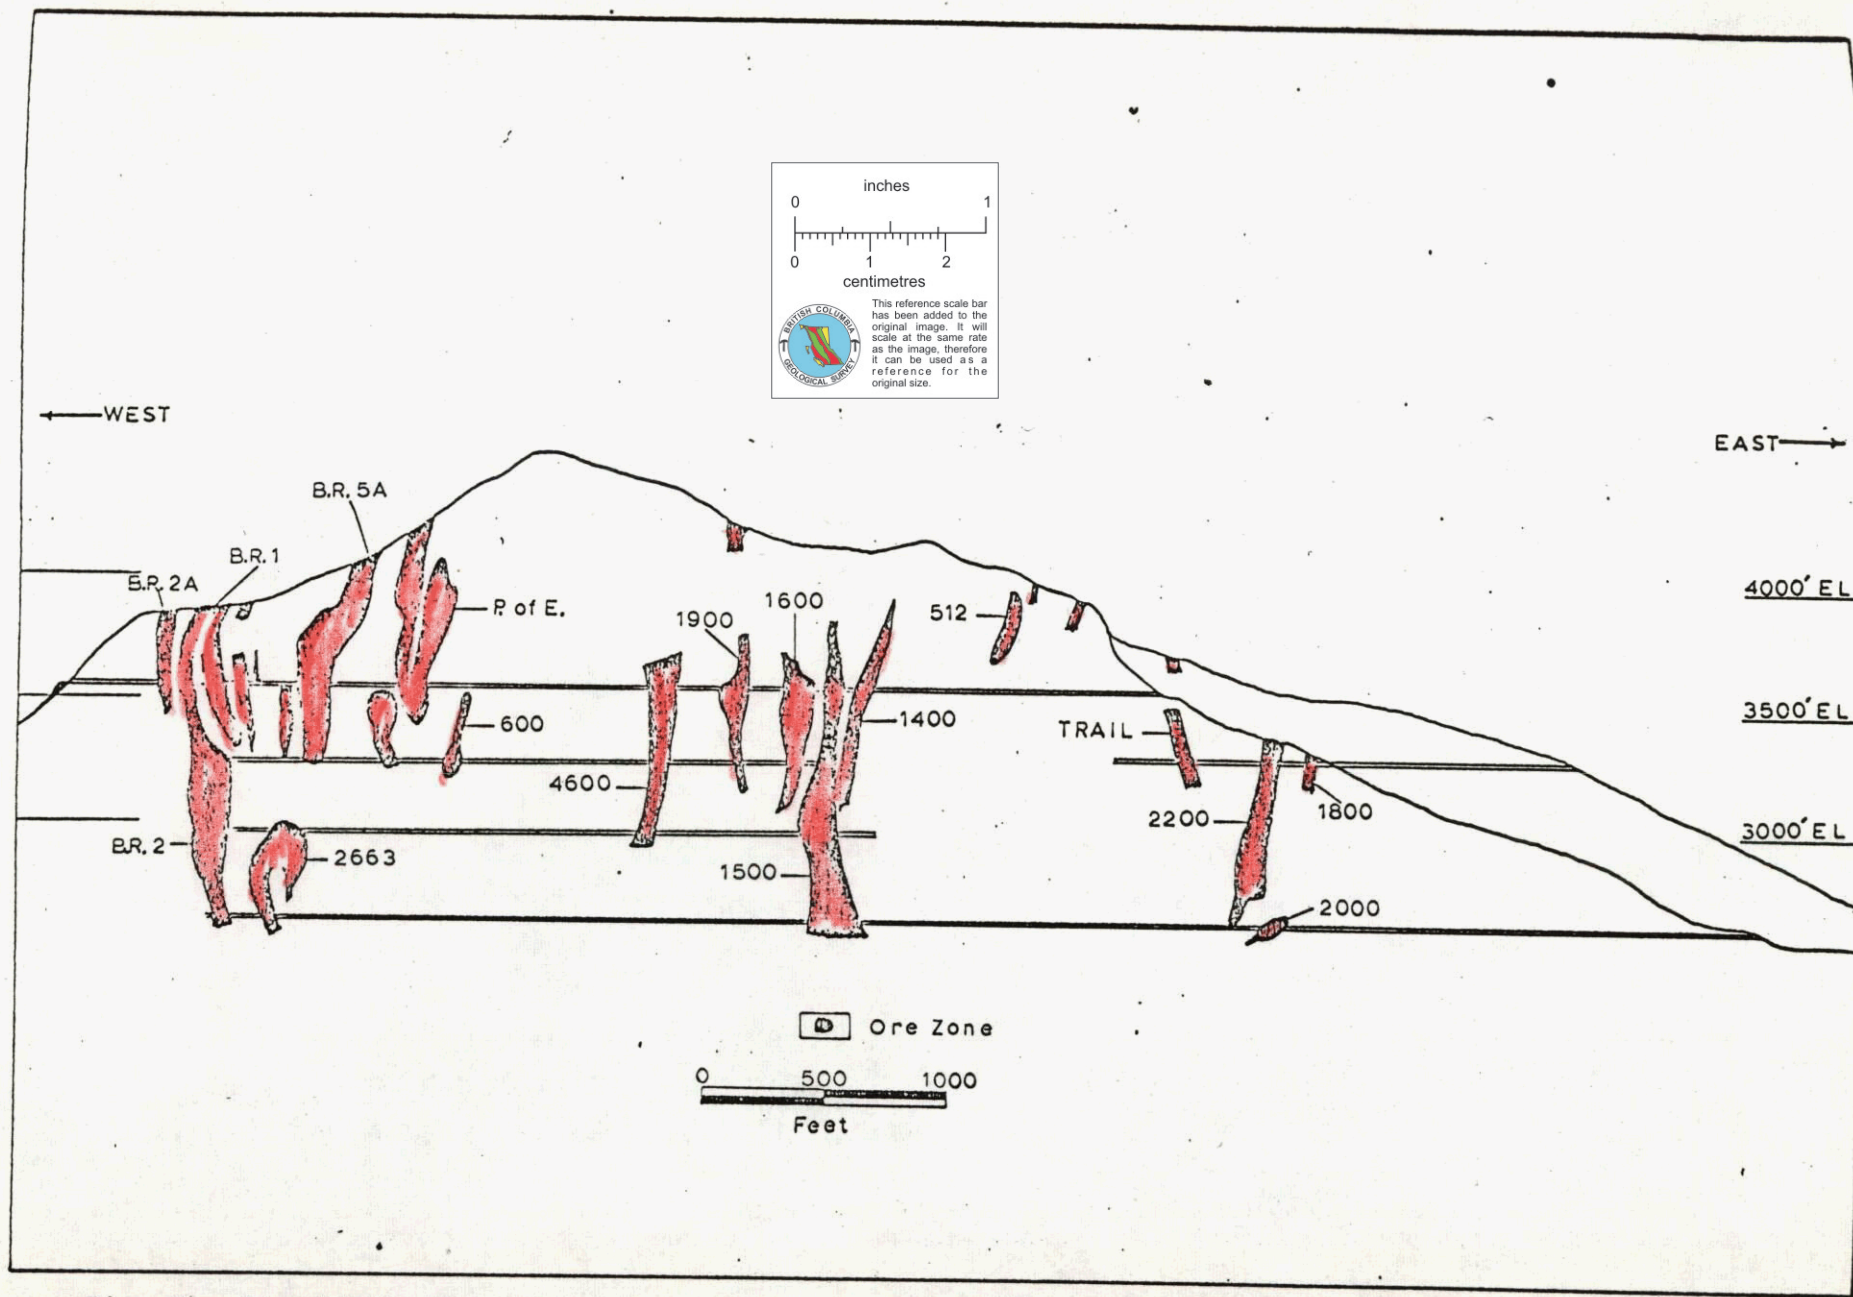 inches
0 1
0 1 2
centimetres
BRITISH COLUMBIA
GEOLOGICAL SURVEY
This reference scale bar
has been added to the
original image. It will
scale at the same rate
as the image, therefore
it can be used as a
reference for the
original size.
WEST
EAST
B.R. 5A
B.R. 1
B.R. 2A
P. of E.
1900
1600
512
4000' EL
600
1400
TRAIL
3500' EL
4600
2200
1800
B.R. 2
2663
1500
3000' EL
2000
Ore Zone
0 500 1000
Feet